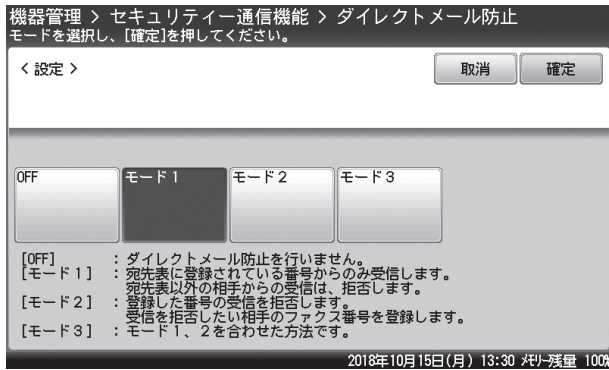 機器管理 > セキュリティー通信機能 > ダイレクトメール防止
モードを選択し、[確定]を押してください。
< 設定 >
取消
確定
OFF
モード1
モード2
モード3
[OFF] : ダイレクトメール防止を行いません。
[モード1] : 宛先表に登録されている番号からのみ受信します。
宛先表以外の相手からの受信は、拒否します。
[モード2] : 登録した番号の受信を拒否します。
受信を拒否したい相手のファクス番号を登録します。
[モード3] : モード1、2を合わせた方法です。
2018年10月15日(月) 13:30 メモリー残量 100%